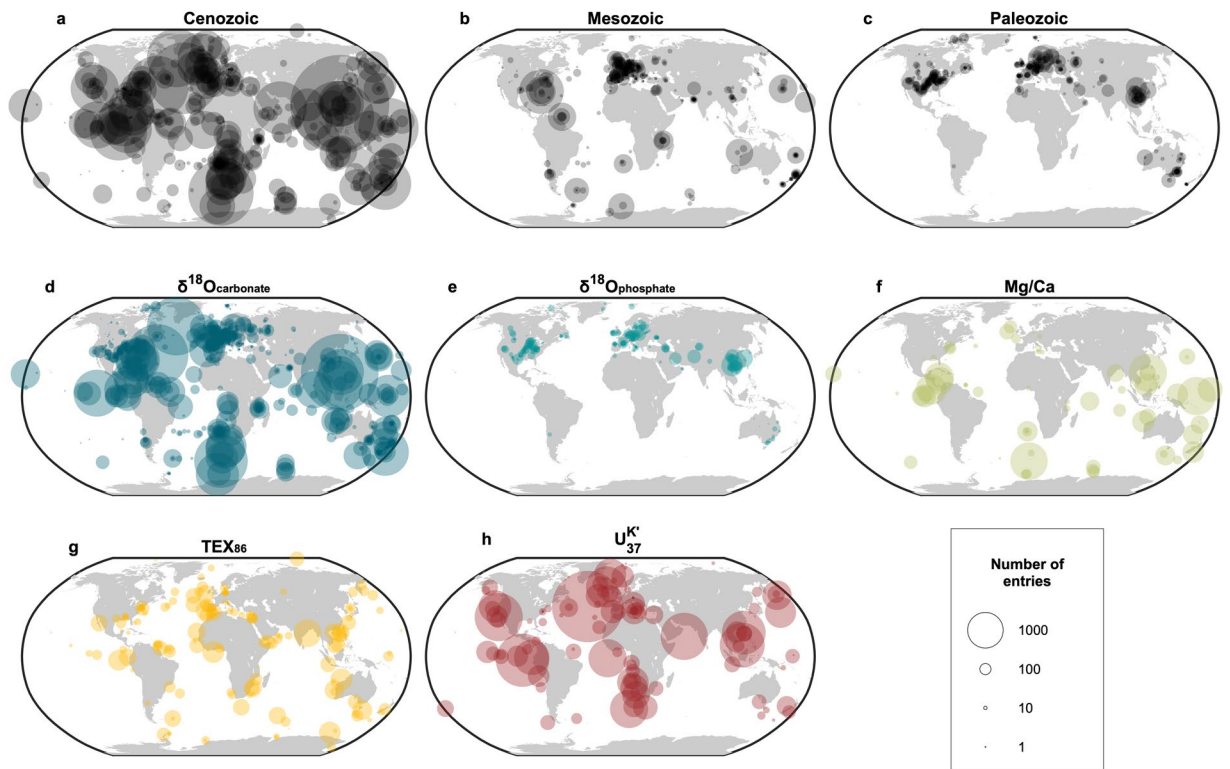 a Cenozoic
b Mesozoic
c Paleozoic
d δ18Ocarbonate
e δ18Ophosphate
f Mg/Ca
g TEX86
h UK'37
Number of
entries
1000
100
10
1